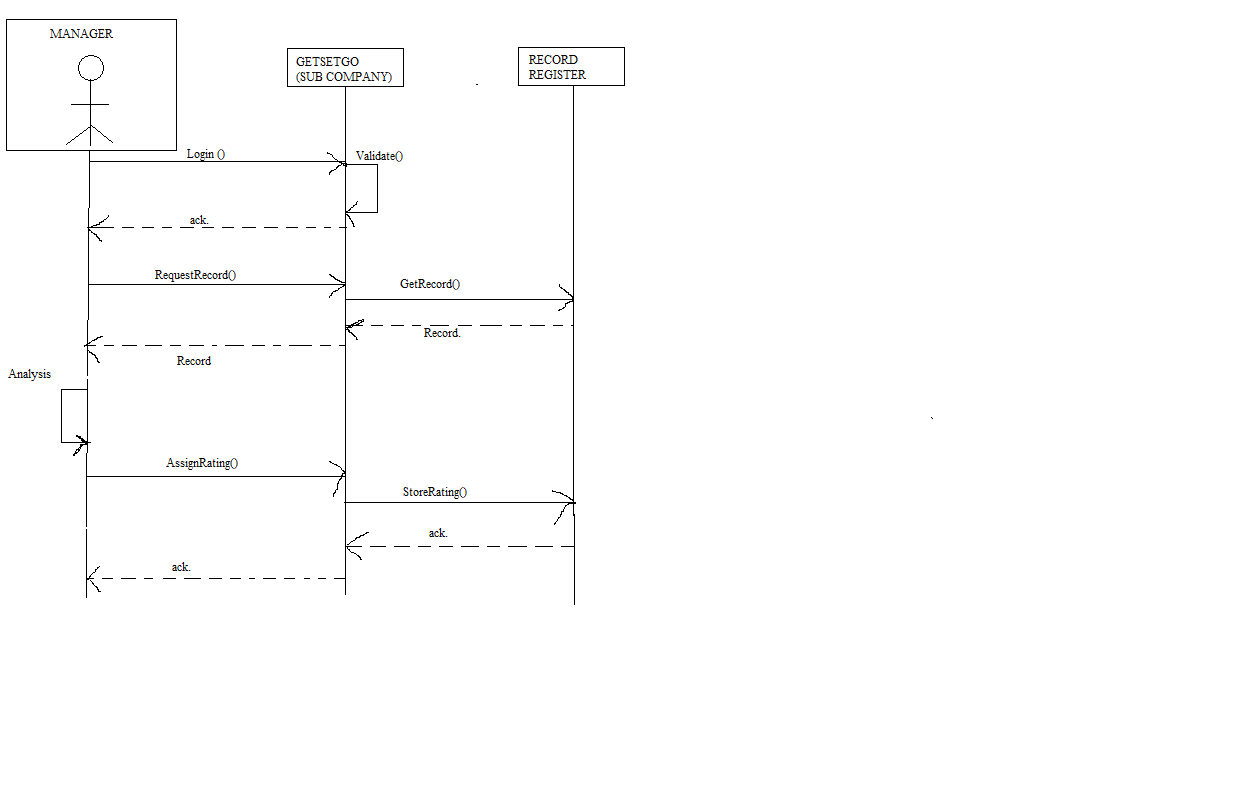 MANAGER
GETSETGO
(SUB COMPANY)
RECORD
REGISTER
Login ()
Validate()
ack.
RequestRecord()
GetRecord()
Record.
Record
Analysis
AssignRating()
StoreRating()
ack.
ack.